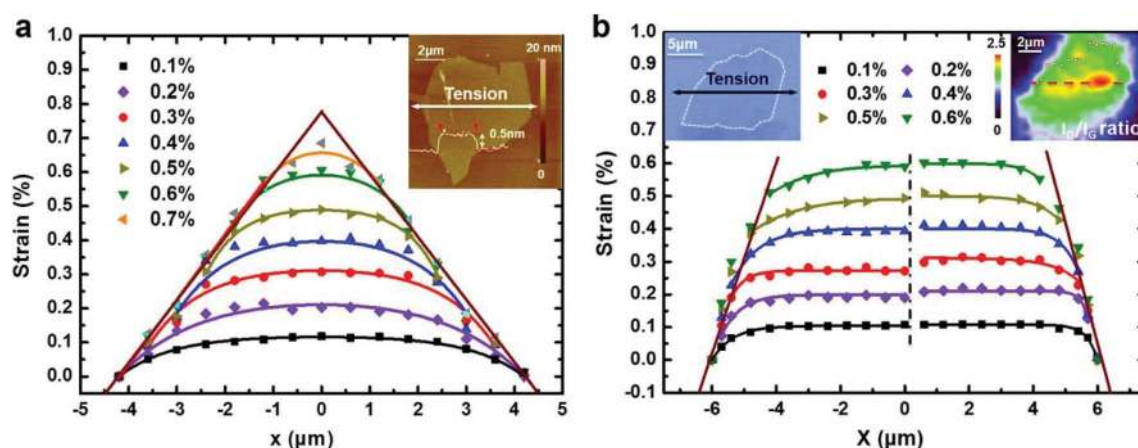 a
1.0
0.9
0.8
0.7
0.6
0.5
0.4
0.3
0.2
0.1
0.0
Strain (%)
0.1%
0.2%
0.3%
0.4%
0.5%
0.6%
0.7%
2μm
20 nm
Tension
0.5nm
0
-5 -4 -3 -2 -1 0 1 2 3 4 5
x (μm)
b
1.0
0.9
0.8
0.7
0.6
0.5
0.4
0.3
0.2
0.1
0.0
-0.1
Strain (%)
5μm
Tension
2.5
2μm
0
I_D/I_G ratio
0.1% 0.2%
0.3% 0.4%
0.5% 0.6%
-6 -4 -2 0 2 4 6
X (μm)